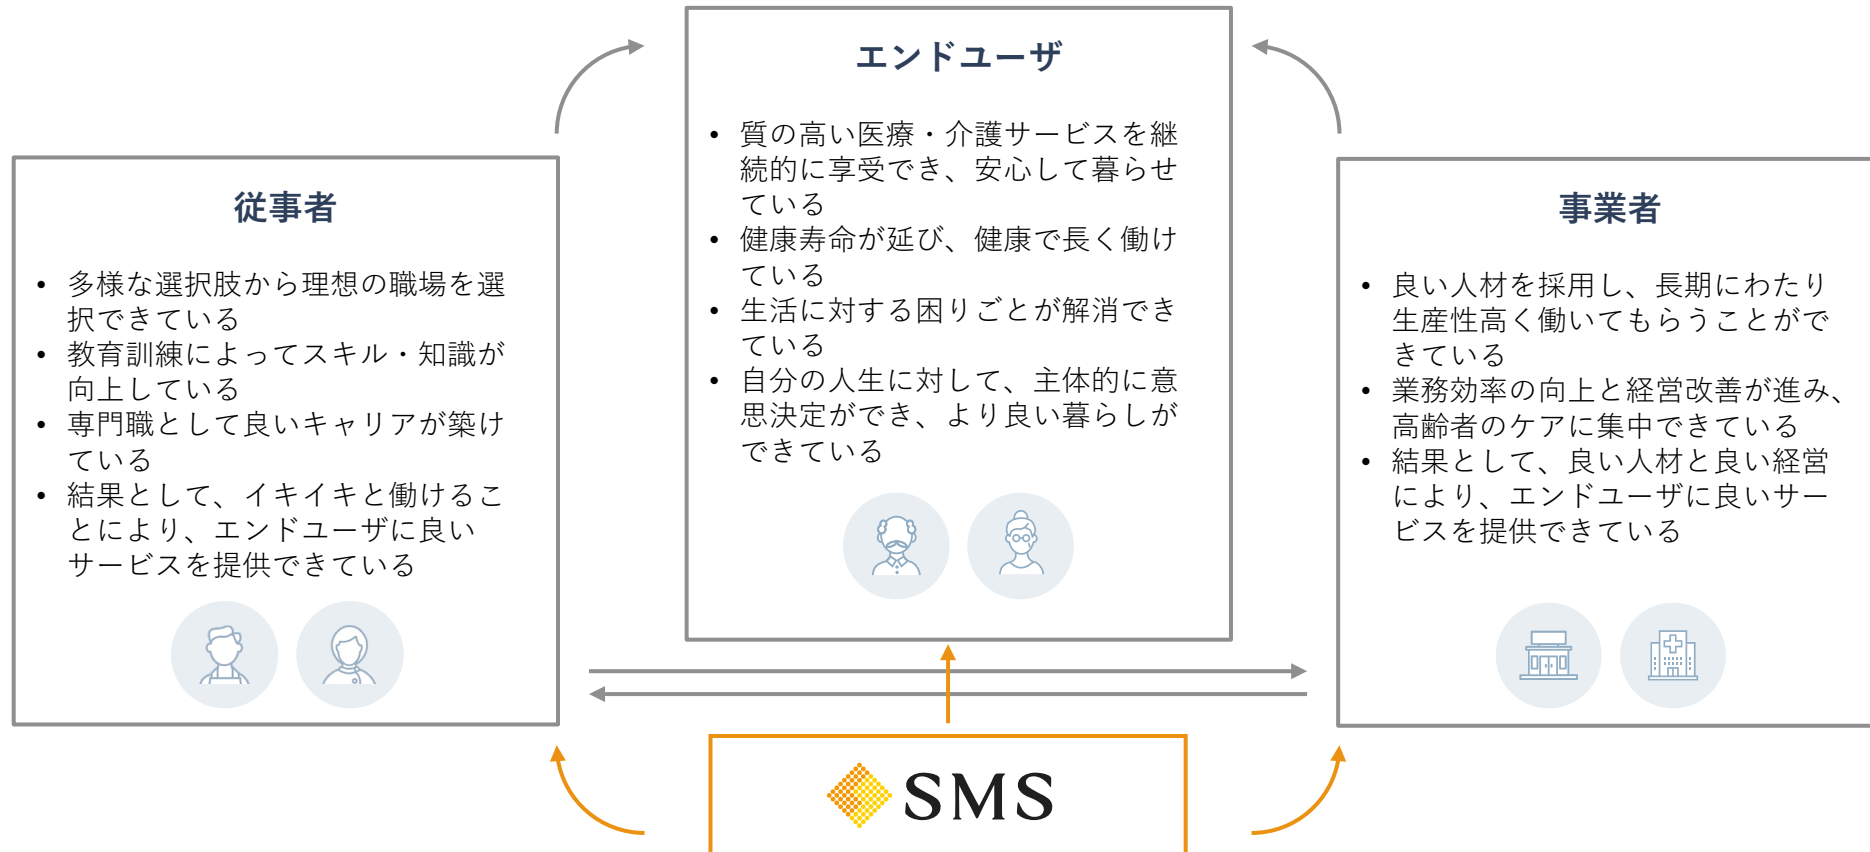 エンドユーザ
• 質の高い医療・介護サービスを継
続的に享受でき、安心して暮らせ
ている
• 健康寿命が延び、健康で長く働け
ている
• 生活に対する困りごとが解消でき
ている
• 自分の人生に対して、主体的に意
思決定ができ、より良い暮らしが
できている
従事者
• 多様な選択肢から理想の職場を選
択できている
• 教育訓練によってスキル・知識が
向上している
• 専門職として良いキャリアが築け
ている
• 結果として、イキイキと働けるこ
とにより、エンドユーザに良い
サービスを提供できている
事業者
• 良い人材を採用し、長期にわたり
生産性高く働いてもらうことがで
きている
• 業務効率の向上と経営改善が進み、
高齢者のケアに集中できている
• 結果として、良い人材と良い経営
により、エンドユーザに良いサー
ビスを提供できている
SMS